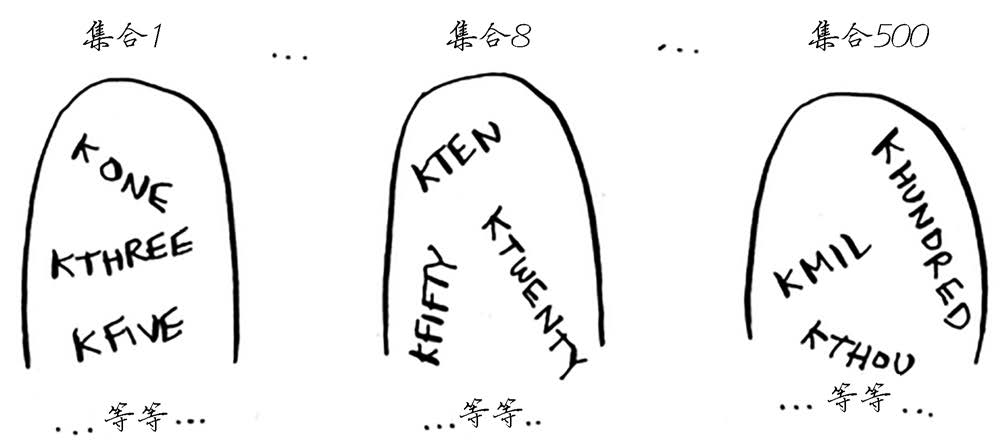 集合1
...
集合8
...
集合500
KONE
KTHREE
KFIVE
...等等...
KTEN
KFIFTY
KTWENTY
...等等..
KHUNDRED
KMIL
KTHOU
...等等...